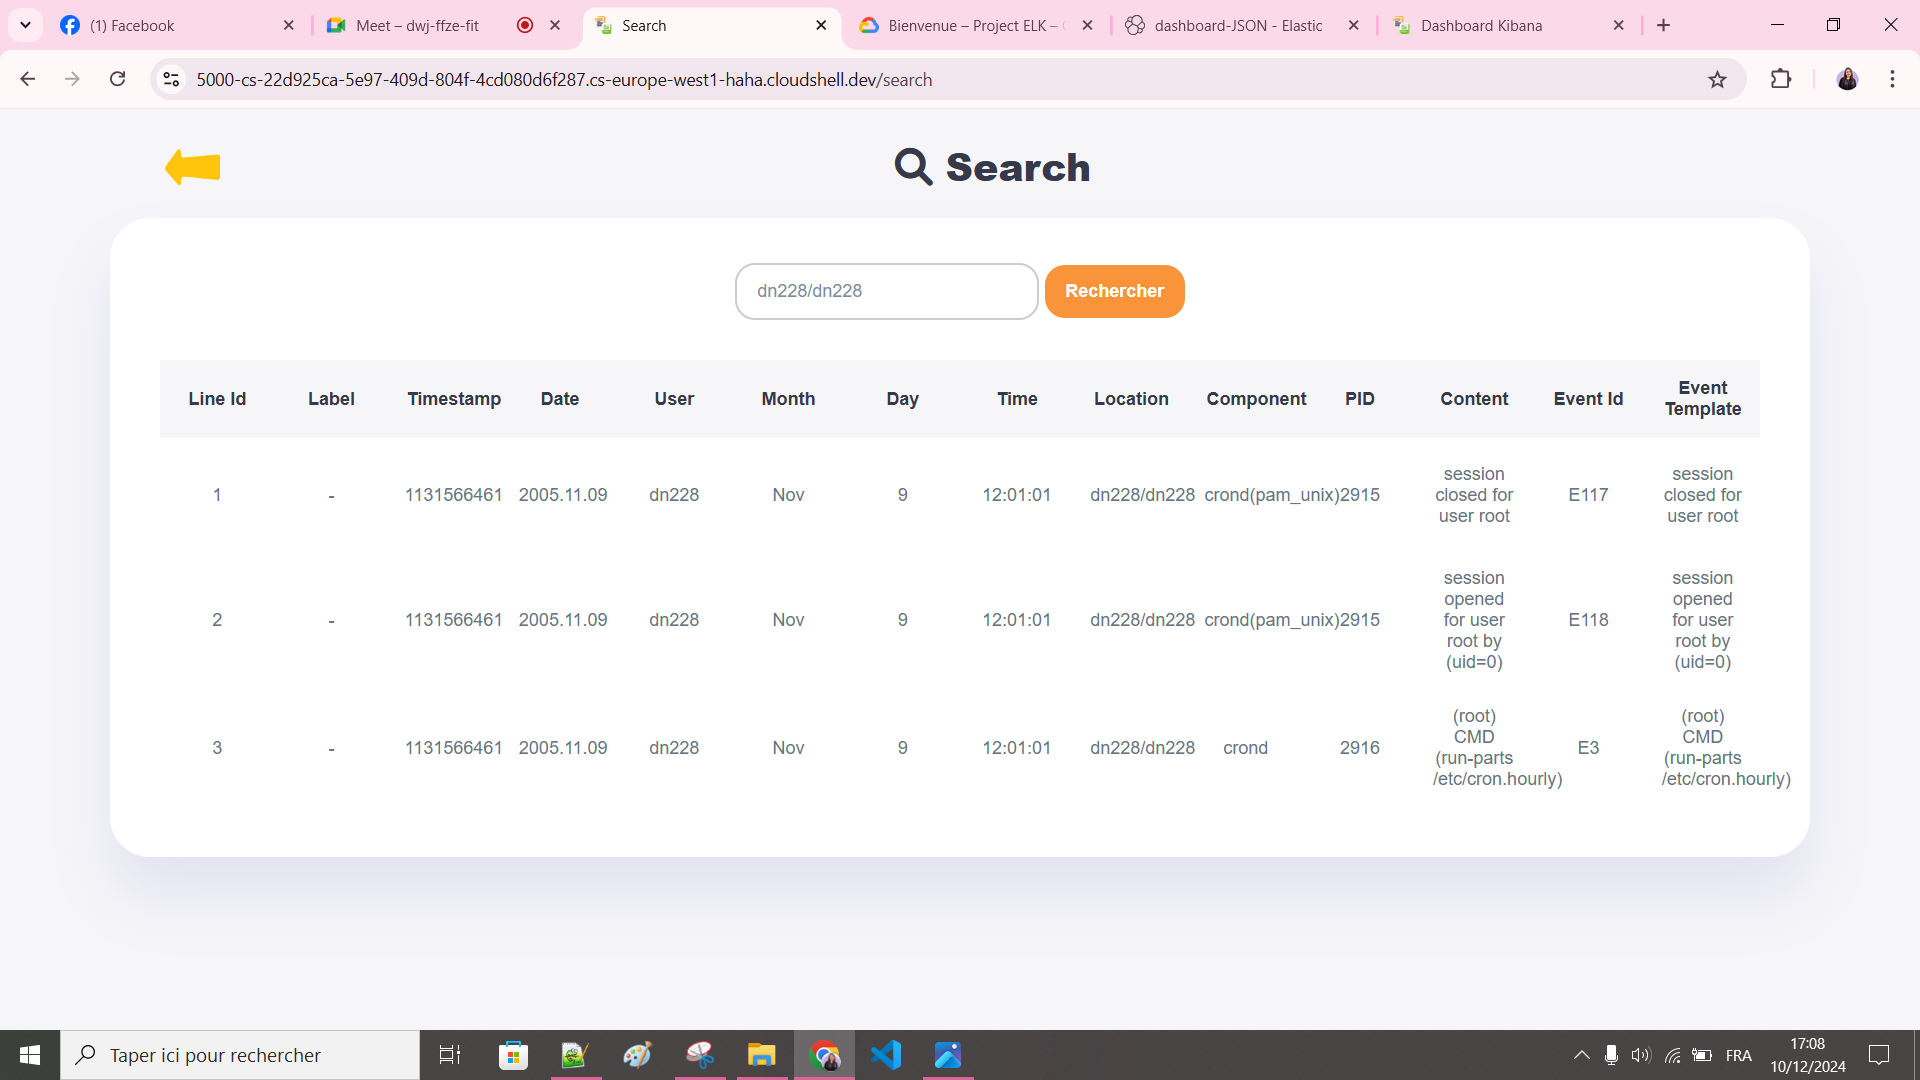 (1) Facebook
Meet – dwj-ffze-fit
Search
Bienvenue – Project ELK –
dashboard-JSON - Elastic
Dashboard Kibana
5000-cs-22d925ca-5e97-409d-804f-4cd080d6f287.cs-europe-west1-haha.cloudshell.dev/search
Search
dn228/dn228
Rechercher
Line Id Label Timestamp Date User Month Day Time Location Component PID Content Event Id Event
Template
1 - 1131566461 2005.11.09 dn228 Nov 9 12:01:01 dn228/dn228 crond(pam_unix) 2915 session
closed for
user root
E117
session
closed for
user root
2 - 1131566461 2005.11.09 dn228 Nov 9 12:01:01 dn228/dn228 crond(pam_unix) 2915 session
opened
for user
root by
(uid=0)
E118
session
opened
for user
root by
(uid=0)
3 - 1131566461 2005.11.09 dn228 Nov 9 12:01:01 dn228/dn228 crond 2916 (root)
CMD
(run-parts
/etc/cron.hourly)
E3
(root)
CMD
(run-parts
/etc/cron.hourly)
Taper ici pour rechercher
FRA
17:08
10/12/2024